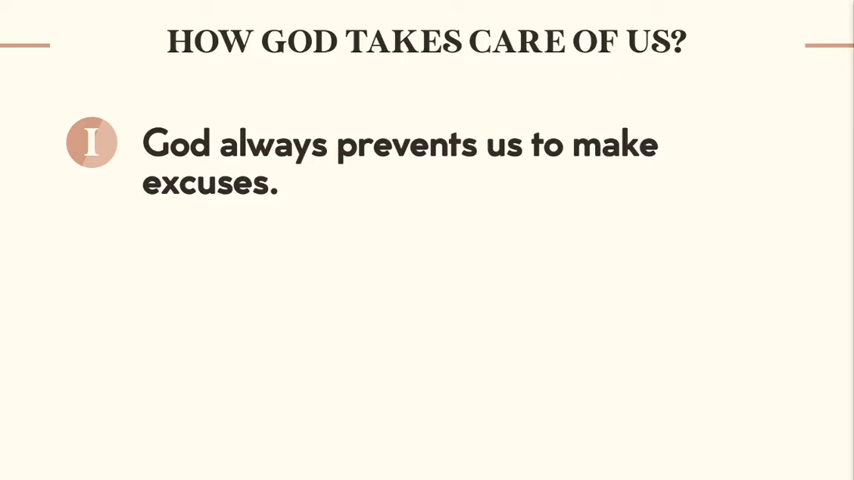 HOW GOD TAKES CARE OF US?
I
God always prevents us to make
excuses.